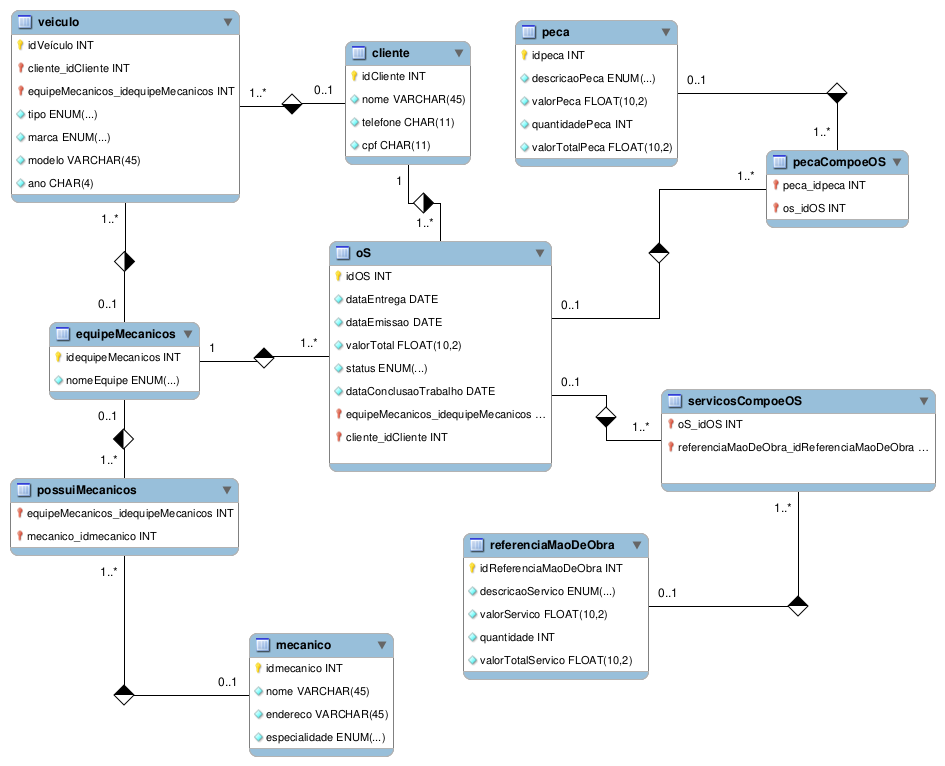 veiculo
idVeículo INT
cliente_idCliente INT
equipeMecanicos_idequipeMecanicos INT
tipo ENUM(...)
marca ENUM(...)
modelo VARCHAR(45)
ano CHAR(4)
1..*
0..1
cliente
idCliente INT
nome VARCHAR(45)
telefone CHAR(11)
cpf CHAR(11)
peca
idpeca INT
descricaoPeca ENUM(...)
valorPeca FLOAT(10,2)
quantidadePeca INT
valorTotalPeca FLOAT(10,2)
0..1
1..*
pecaCompoeOS
peca_idpeca INT
os_idOS INT
1..*
1
1..*
1..*
0..1
oS
idOS INT
dataEntrega DATE
dataEmissao DATE
valorTotal FLOAT(10,2)
status ENUM(...)
dataConclusaoTrabalho DATE
equipeMecanicos_idequipeMecanicos ...
cliente_idCliente INT
0..1
0..1
1..*
equipeMecanicos
idequipeMecanicos INT
nomeEquipe ENUM(...)
1
1..*
0..1
1..*
servicosCompoeOS
oS_idOS INT
referenciaMaoDeObra_idReferenciaMaoDeObra ...
1..*
possuiMecanicos
equipeMecanicos_idequipeMecanicos INT
mecanico_idmecanico INT
1..*
0..1
referenciaMaoDeObra
idReferenciaMaoDeObra INT
descricaoServico ENUM(...)
valorServico FLOAT(10,2)
quantidade INT
valorTotalServico FLOAT(10,2)
0..1
mecanico
idmecanico INT
nome VARCHAR(45)
endereco VARCHAR(45)
especialidade ENUM(...)